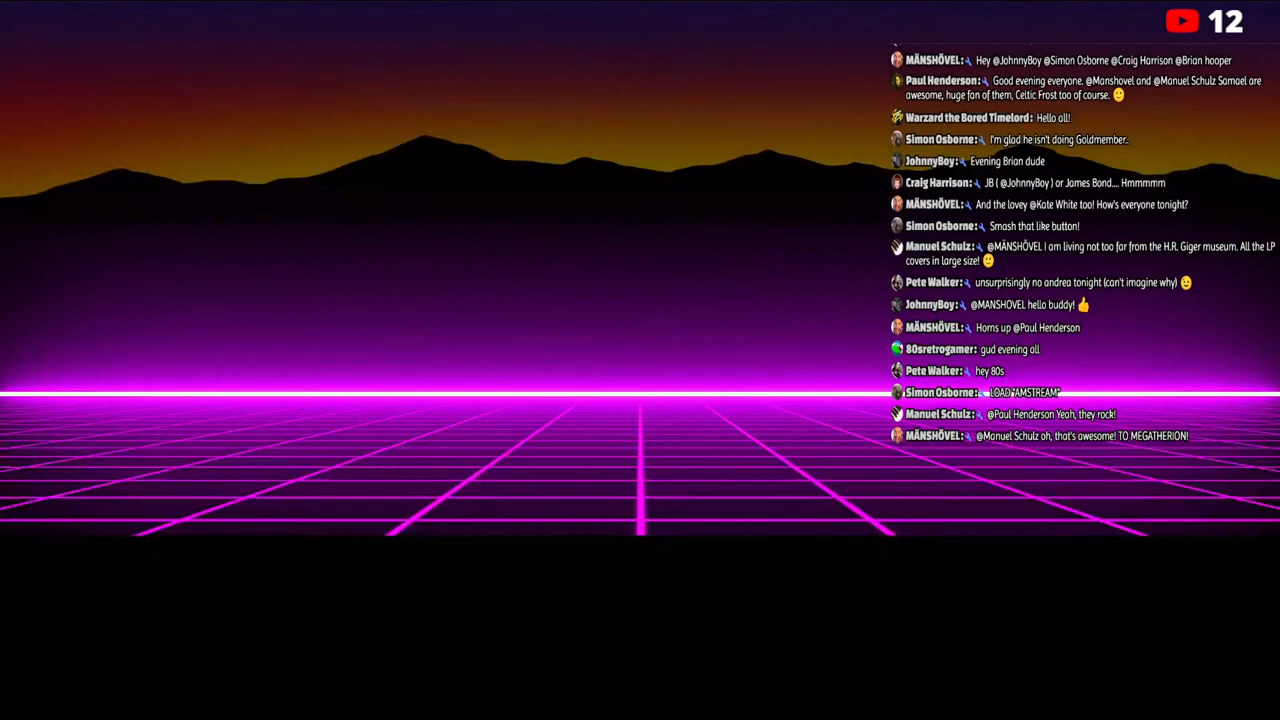 12
MÄNSHÖVEL: Hey @JohnnyBoy @Simon Osborne @Craig Harrison @Brian hooper
Paul Henderson: Good evening everyone. @Manshovel and @Manuel Schulz Samael are
awesome, huge fan of them, Celtic Frost too of course. 🙂
Warzard the Bored Timelord: Hello all!
Simon Osborne: I'm glad he isn't doing Goldmember..
JohnnyBoy: Evening Brian dude
Craig Harrison: JB ( @JohnnyBoy ) or James Bond.... Hmmmmm
MÄNSHÖVEL: And the lovey @Kate White too! How's everyone tonight?
Simon Osborne: Smash that like button!
Manuel Schulz: @MÄNSHÖVEL I am living not too far from the H.R. Giger museum. All the LP
covers in large size! 🙂
Pete Walker: unsurprisingly no andrea tonight (can't imagine why) 😉
JohnnyBoy: @MANSHOVEL hello buddy! 👍
MÄNSHÖVEL: Horns up @Paul Henderson
80sretrogamer: gud evening all
Pete Walker: hey 80s
Simon Osborne: LOAD "AMSTREAM"
Manuel Schulz: @Paul Henderson Yeah, they rock!
MÄNSHÖVEL: @Manuel Schulz oh, that's awesome! TO MEGATHERION!